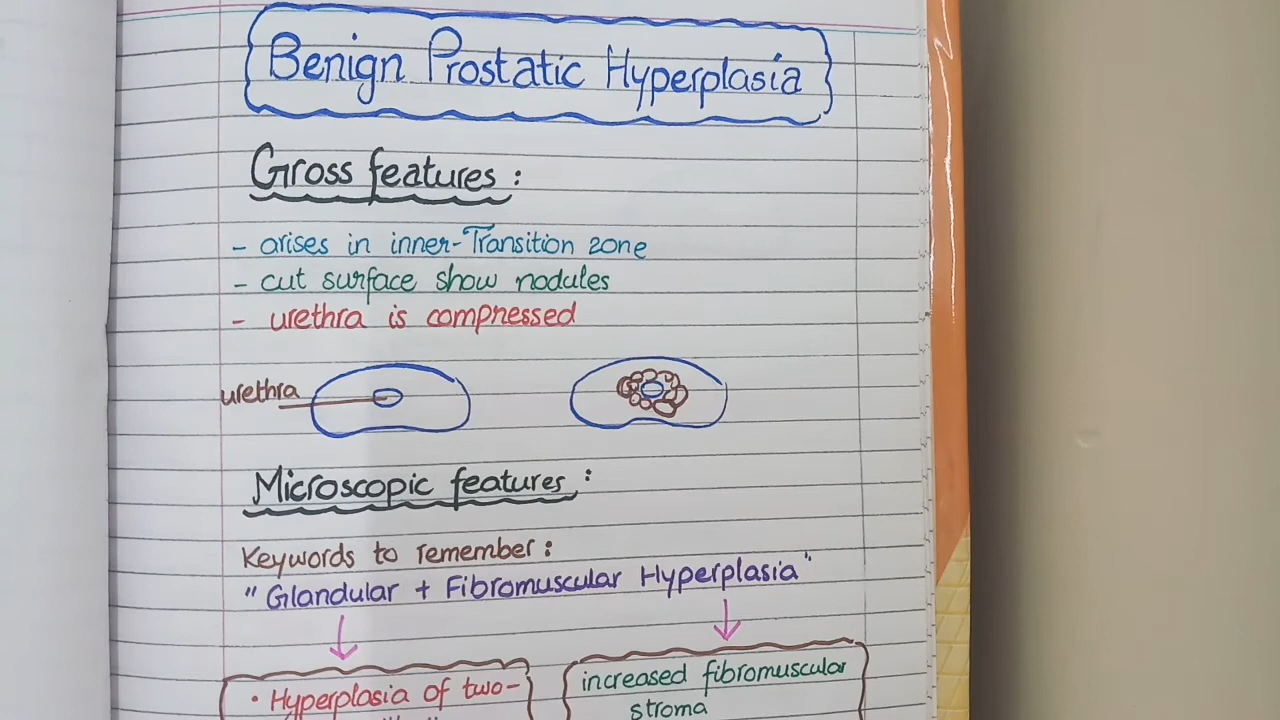 Benign Prostatic Hyperplasia
Gross features :
- arises in inner-Transition zone
- cut surface show nodules
- urethra is compressed
urethra
Microscopic features :
Keywords to remember :
"Glandular + Fibromuscular Hyperplasia"
• Hyperplasia of two-
increased fibromuscular
stroma